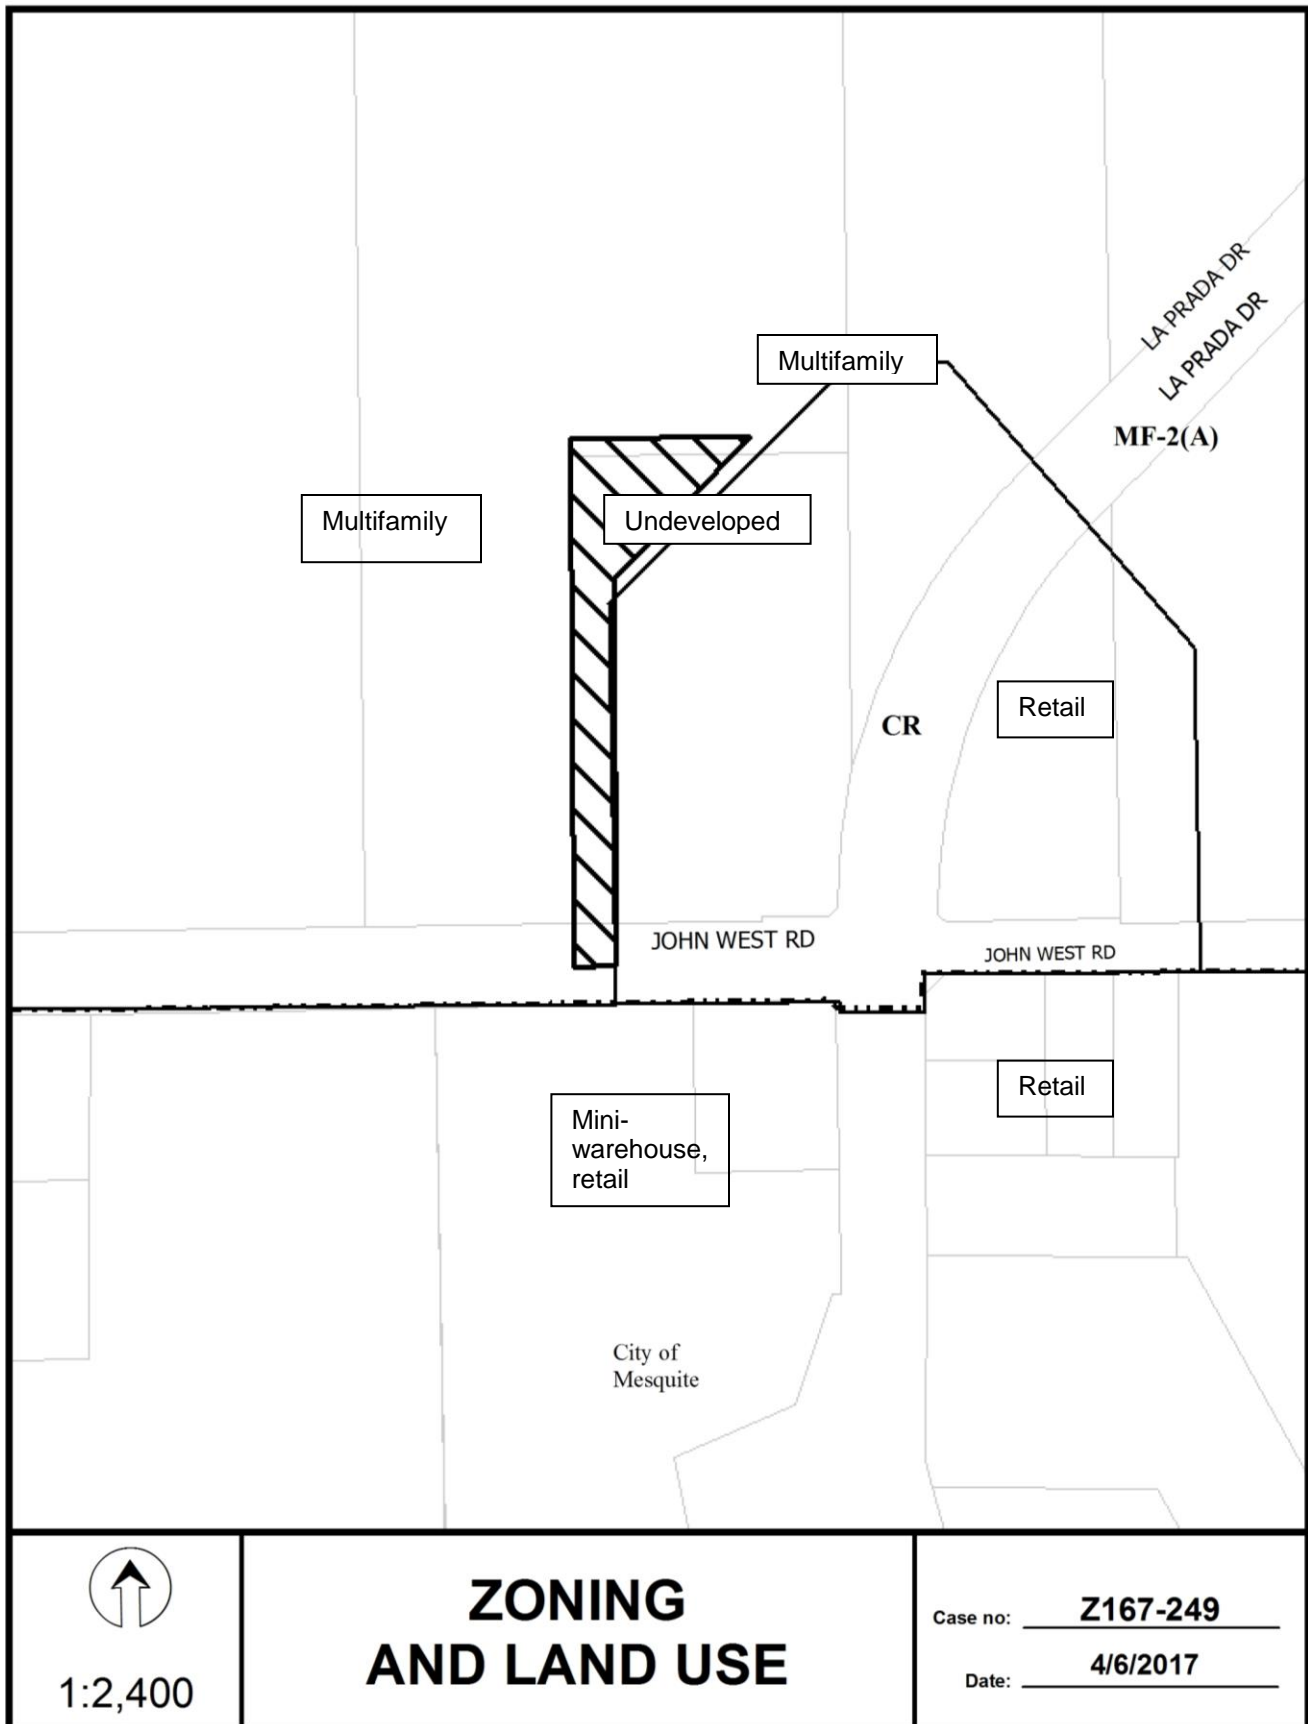 LA PRADA DR
LA PRADA DR
Multifamily
MF-2(A)
Multifamily
Undeveloped
Retail
CR
JOHN WEST RD
JOHN WEST RD
Retail
Mini-
warehouse,
retail
City of
Mesquite
1:2,400
ZONING
AND LAND USE
Case no: Z167-249
Date: 4/6/2017